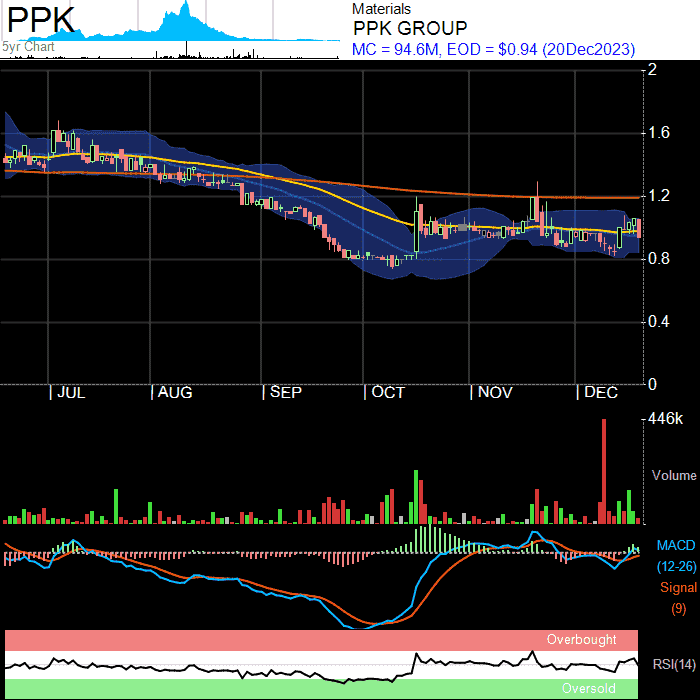 PPK
5yr Chart
Materials
PPK GROUP
MC = 94.6M, EOD = $0.94 (20Dec2023)
2
1.6
1.2
0.8
0.4
0
JUL
AUG
SEP
OCT
NOV
DEC
446k
Volume
MACD
(12-26)
Signal
(9)
Overbought
RSI(14)
Oversold